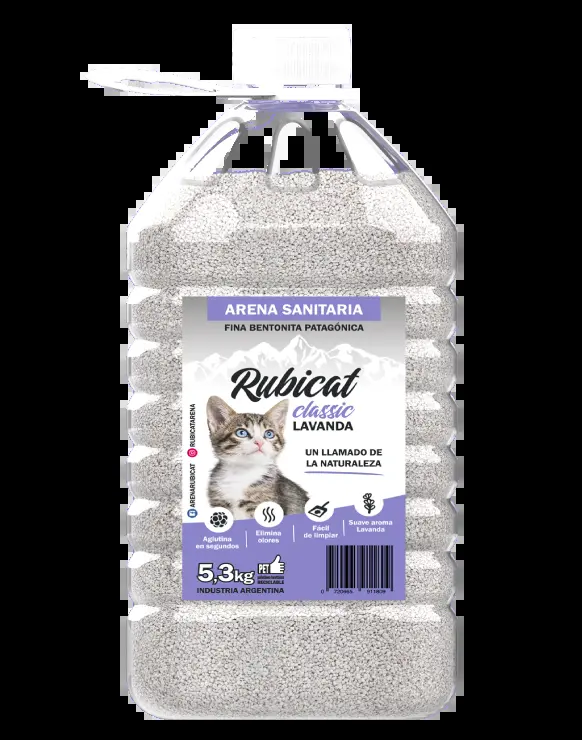 ARENA SANITARIA
FINA BENTONITA PATAGÓNICA
Rubicat
classic
LAVANDA
UN LLAMADO DE
LA NATURALEZA
RUBICATARENA
ARENARUBICAT
Aglutina
en segundos
Elimina
olores
Fácil
de limpiar
Suave aroma
Lavanda
5,3kg
PET
RECICLABLE
INDUSTRIA ARGENTINA